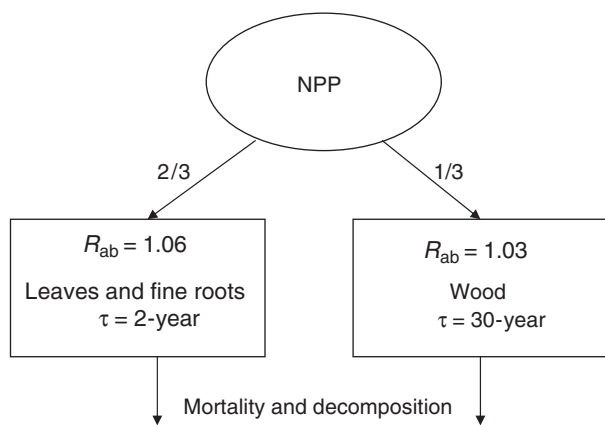 NPP
2/3
1/3
R_ab = 1.06
Leaves and fine roots
τ = 2-year
R_ab = 1.03
Wood
τ = 30-year
Mortality and decomposition